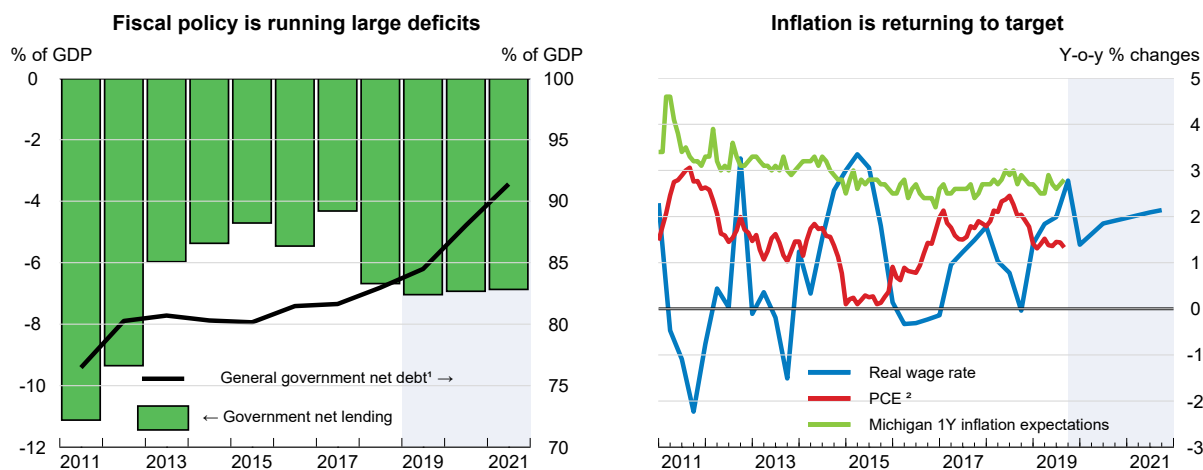 Fiscal policy is running large deficits
% of GDP
% of GDP
0
-2
-4
-6
-8
-10
-12
100
95
90
85
80
75
70
General government net debt¹ →
← Government net lending
2011 2013 2015 2017 2019 2021
Inflation is returning to target
Y-o-y % changes
5
4
3
2
1
0
-1
-2
-3
Real wage rate
PCE ²
Michigan 1Y inflation expectations
2011 2013 2015 2017 2019 2021